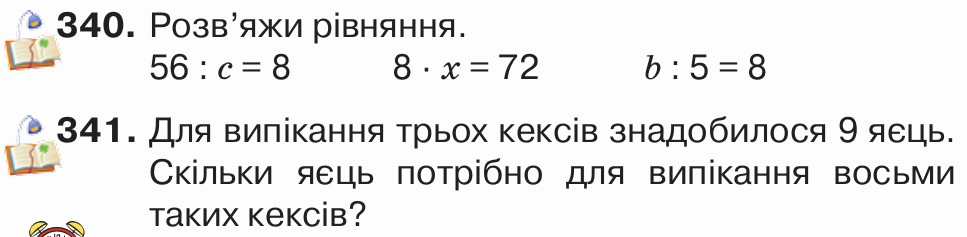 340. Розв’яжи рівняння.
56 : c = 8 8 · x = 72 b : 5 = 8
341. Для випікання трьох кексів знадобилося 9 яєць.
Скільки яєць потрібно для випікання восьми
таких кексів?